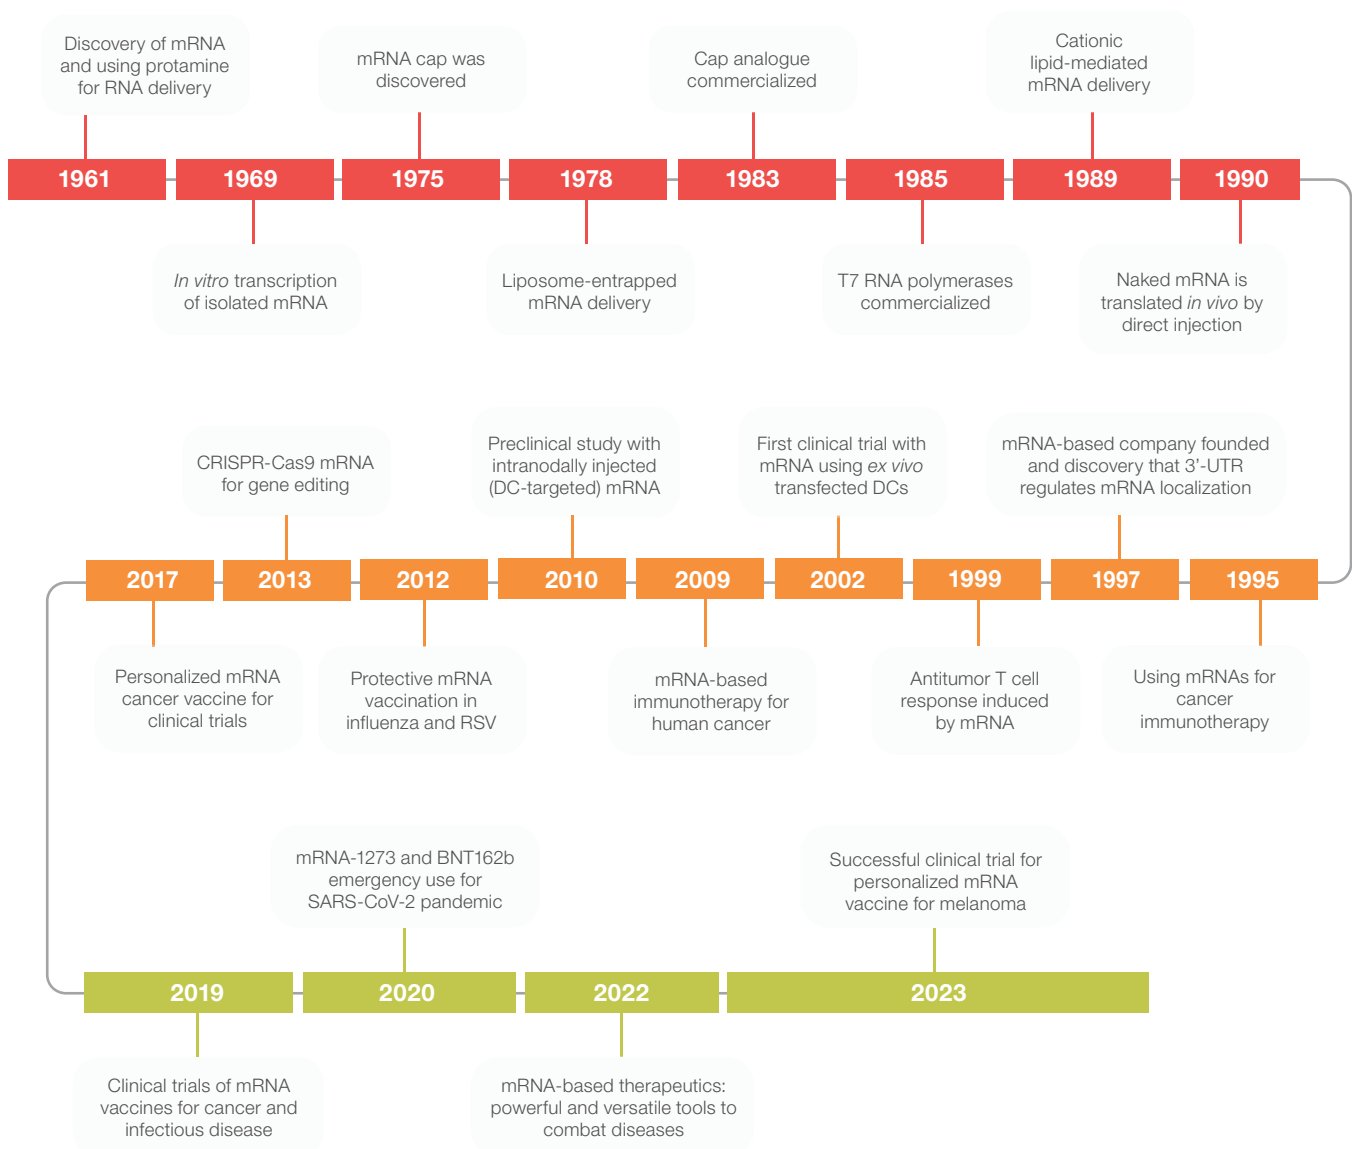 Discovery of mRNA
and using protamine
for RNA delivery
mRNA cap was
discovered
Cap analogue
commercialized
Cationic
lipid-mediated
mRNA delivery
1961
1969
1975
1978
1983
1985
1989
1990
In vitro transcription
of isolated mRNA
Liposome-entrapped
mRNA delivery
T7 RNA polymerases
commercialized
Naked mRNA is
translated in vivo by
direct injection
CRISPR-Cas9 mRNA
for gene editing
Preclinical study with
intranodally injected
(DC-targeted) mRNA
First clinical trial with
mRNA using ex vivo
transfected DCs
mRNA-based company founded
and discovery that 3’-UTR
regulates mRNA localization
2017
2013
2012
2010
2009
2002
1999
1997
1995
Personalized mRNA
cancer vaccine for
clinical trials
Protective mRNA
vaccination in
influenza and RSV
mRNA-based
immunotherapy for
human cancer
Antitumor T cell
response induced
by mRNA
Using mRNAs for
cancer
immunotherapy
mRNA-1273 and BNT162b
emergency use for
SARS-CoV-2 pandemic
Successful clinical trial for
personalized mRNA
vaccine for melanoma
2019
2020
2022
2023
Clinical trials of mRNA
vaccines for cancer and
infectious disease
mRNA-based therapeutics:
powerful and versatile tools to
combat diseases